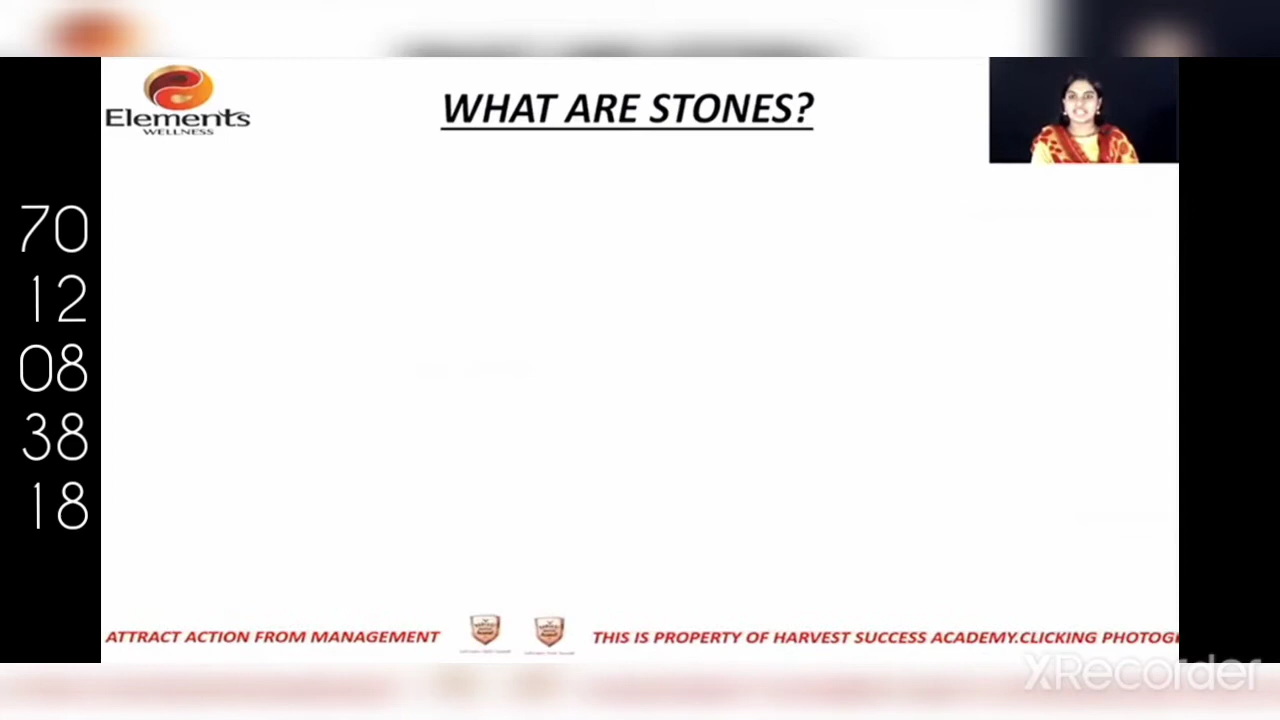 Elements
WELLNESS
WHAT ARE STONES?
70
12
08
38
18
ATTRACT ACTION FROM MANAGEMENT
THIS IS PROPERTY OF HARVEST SUCCESS ACADEMY.CLICKING PHOTOG
XRecorder